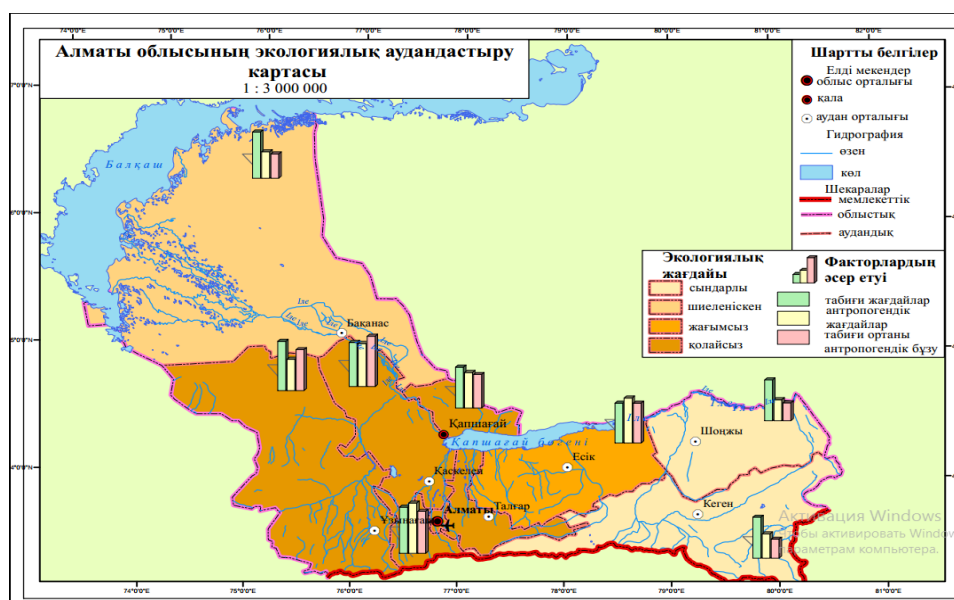 74°0'0"E 75°0'0"E 76°0'0"E 77°0'0"E 78°0'0"E 79°0'0"E 80°0'0"E 81°0'0"E 82°0'0"E
Алматы облысының экологиялық аудандастыру
картасы
1 : 3 000 000
Шартты белгілер
Елді мекендер
облыс орталығы
қала
аудан орталығы
Гидрография
өзен
көл
Шекаралар
мемлекеттік
облыстық
аудандық
Экологиялық
жағдайы
сындарлы
шиеленіскен
жағымсыз
қолайсыз
Факторлардың
әсер етуі
табиғи жағдайлар
антропогендік
жағдайлар
табиғи ортаны
антропогендік бұзу
Балқаш
Іле
Іле
Іле
Баканас
Қапшағай
Қапшағай бөгені
Шоңжы
Есік
Қаскелең
Кеген
Алматы
Талғар
Ұзынағаш
Активация Windows
параметрам компьютера.
74°0'0"E 75°0'0"E 76°0'0"E 77°0'0"E 78°0'0"E 79°0'0"E 80°0'0"E 81°0'0"E